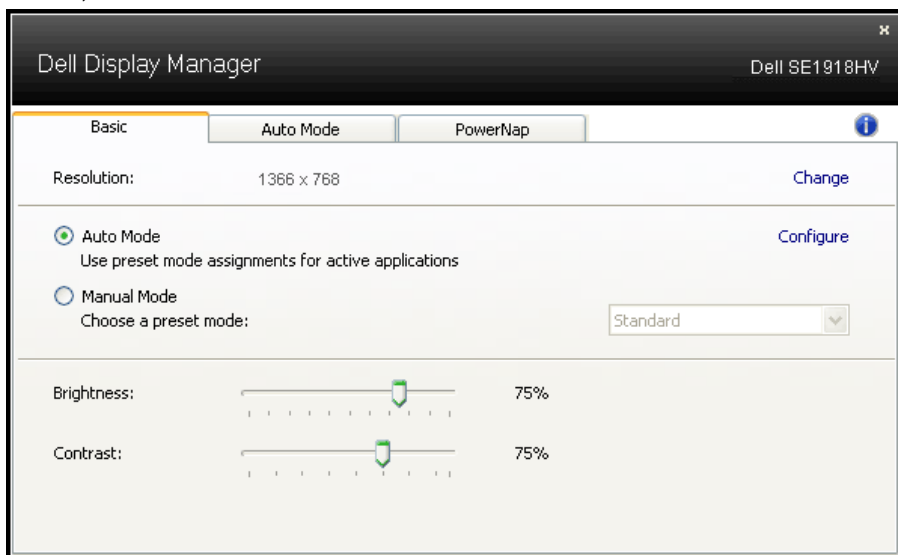 Dell Display Manager
Dell SE1918HV
Basic
Auto Mode
PowerNap
Resolution:
1366 x 768
Change
Auto Mode
Configure
Use preset mode assignments for active applications
Manual Mode
Choose a preset mode:
Standard
Brightness:
75%
Contrast:
75%